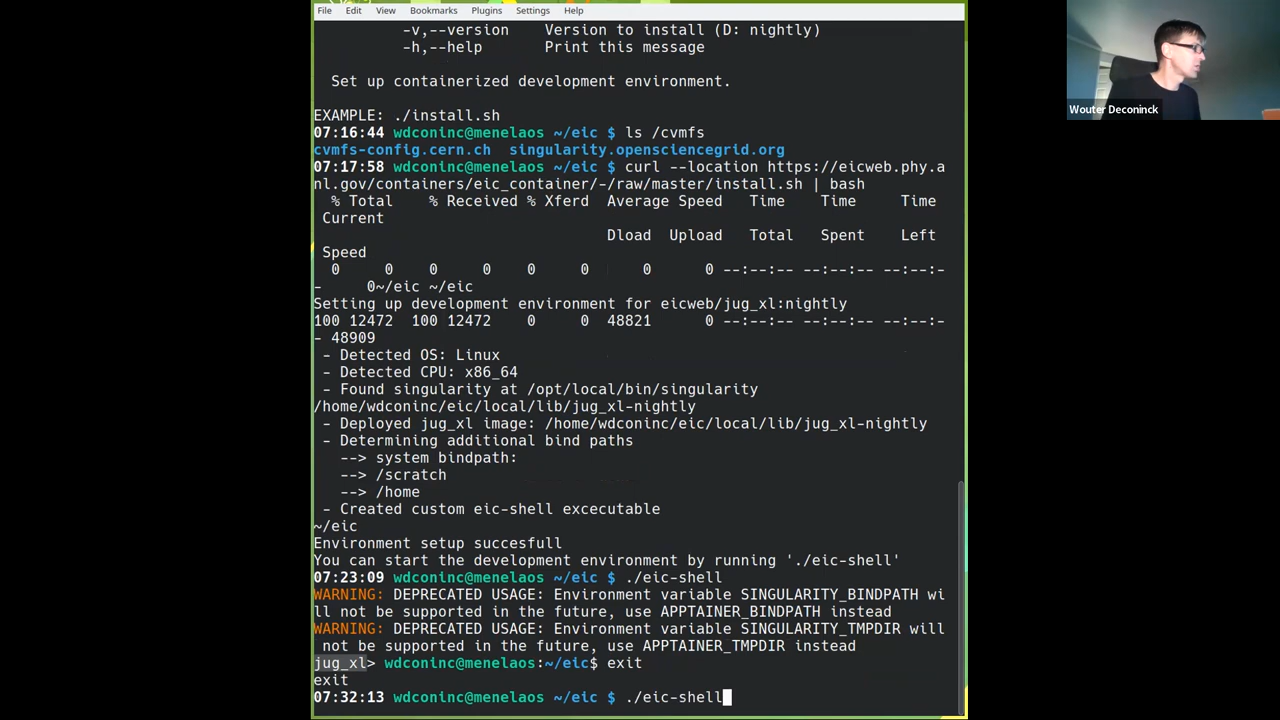 File Edit View Bookmarks Plugins Settings Help
-v,--version Version to install (D: nightly)
-h,--help Print this message
Set up containerized development environment.
EXAMPLE: ./install.sh
07:16:44 wdconinc@menelaos ~/eic $ ls /cvmfs
cvmfs-config.cern.ch singularity.opensciencegrid.org
07:17:58 wdconinc@menelaos ~/eic $ curl --location https://eicweb.phy.a
nl.gov/containers/eic_container/-/raw/master/install.sh | bash
% Total % Received % Xferd Average Speed Time Time Time
Current
Dload Upload Total Spent Left
Speed
0 0 0 0 0 0 0 0 --:--:-- --:--:-- --:--:-
- 0~/eic ~/eic
Setting up development environment for eicweb/jug_xl:nightly
100 12472 100 12472 0 0 48821 0 --:--:-- --:--:-- --:--:-
- 48909
- Detected OS: Linux
- Detected CPU: x86_64
- Found singularity at /opt/local/bin/singularity
/home/wdconinc/eic/local/lib/jug_xl-nightly
- Deployed jug_xl image: /home/wdconinc/eic/local/lib/jug_xl-nightly
- Determining additional bind paths
--> system bindpath:
--> /scratch
--> /home
- Created custom eic-shell excecutable
~/eic
Environment setup succesfull
You can start the development environment by running './eic-shell'
07:23:09 wdconinc@menelaos ~/eic $ ./eic-shell
WARNING: DEPRECATED USAGE: Environment variable SINGULARITY_BINDPATH wi
ll not be supported in the future, use APPTAINER_BINDPATH instead
WARNING: DEPRECATED USAGE: Environment variable SINGULARITY_TMPDIR will
not be supported in the future, use APPTAINER_TMPDIR instead
jug_xl> wdconinc@menelaos:~/eic$ exit
exit
07:32:13 wdconinc@menelaos ~/eic $ ./eic-shell
Wouter Deconinck